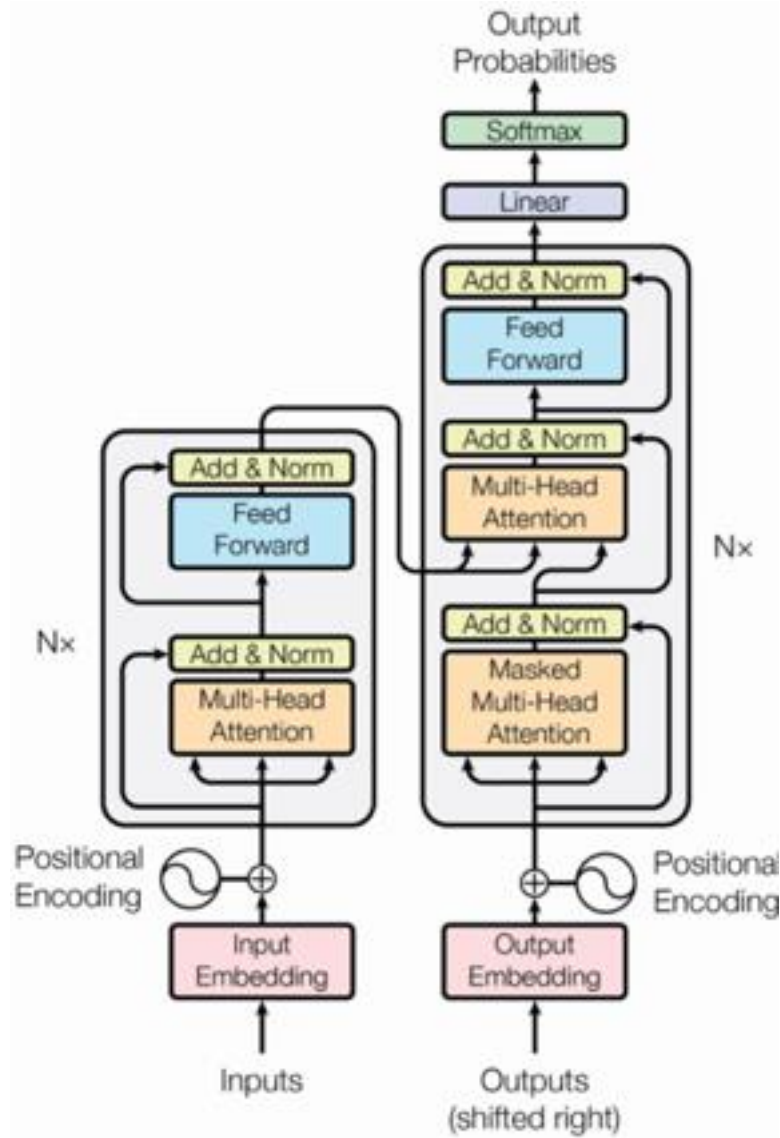 Output
Probabilities
Softmax
Linear
Add & Norm
Feed
Forward
Add & Norm
Multi-Head
Attention
Nx
Add & Norm
Masked
Multi-Head
Attention
Positional
Encoding
Output
Embedding
Outputs
(shifted right)
Add & Norm
Feed
Forward
Nx
Add & Norm
Multi-Head
Attention
Positional
Encoding
Input
Embedding
Inputs